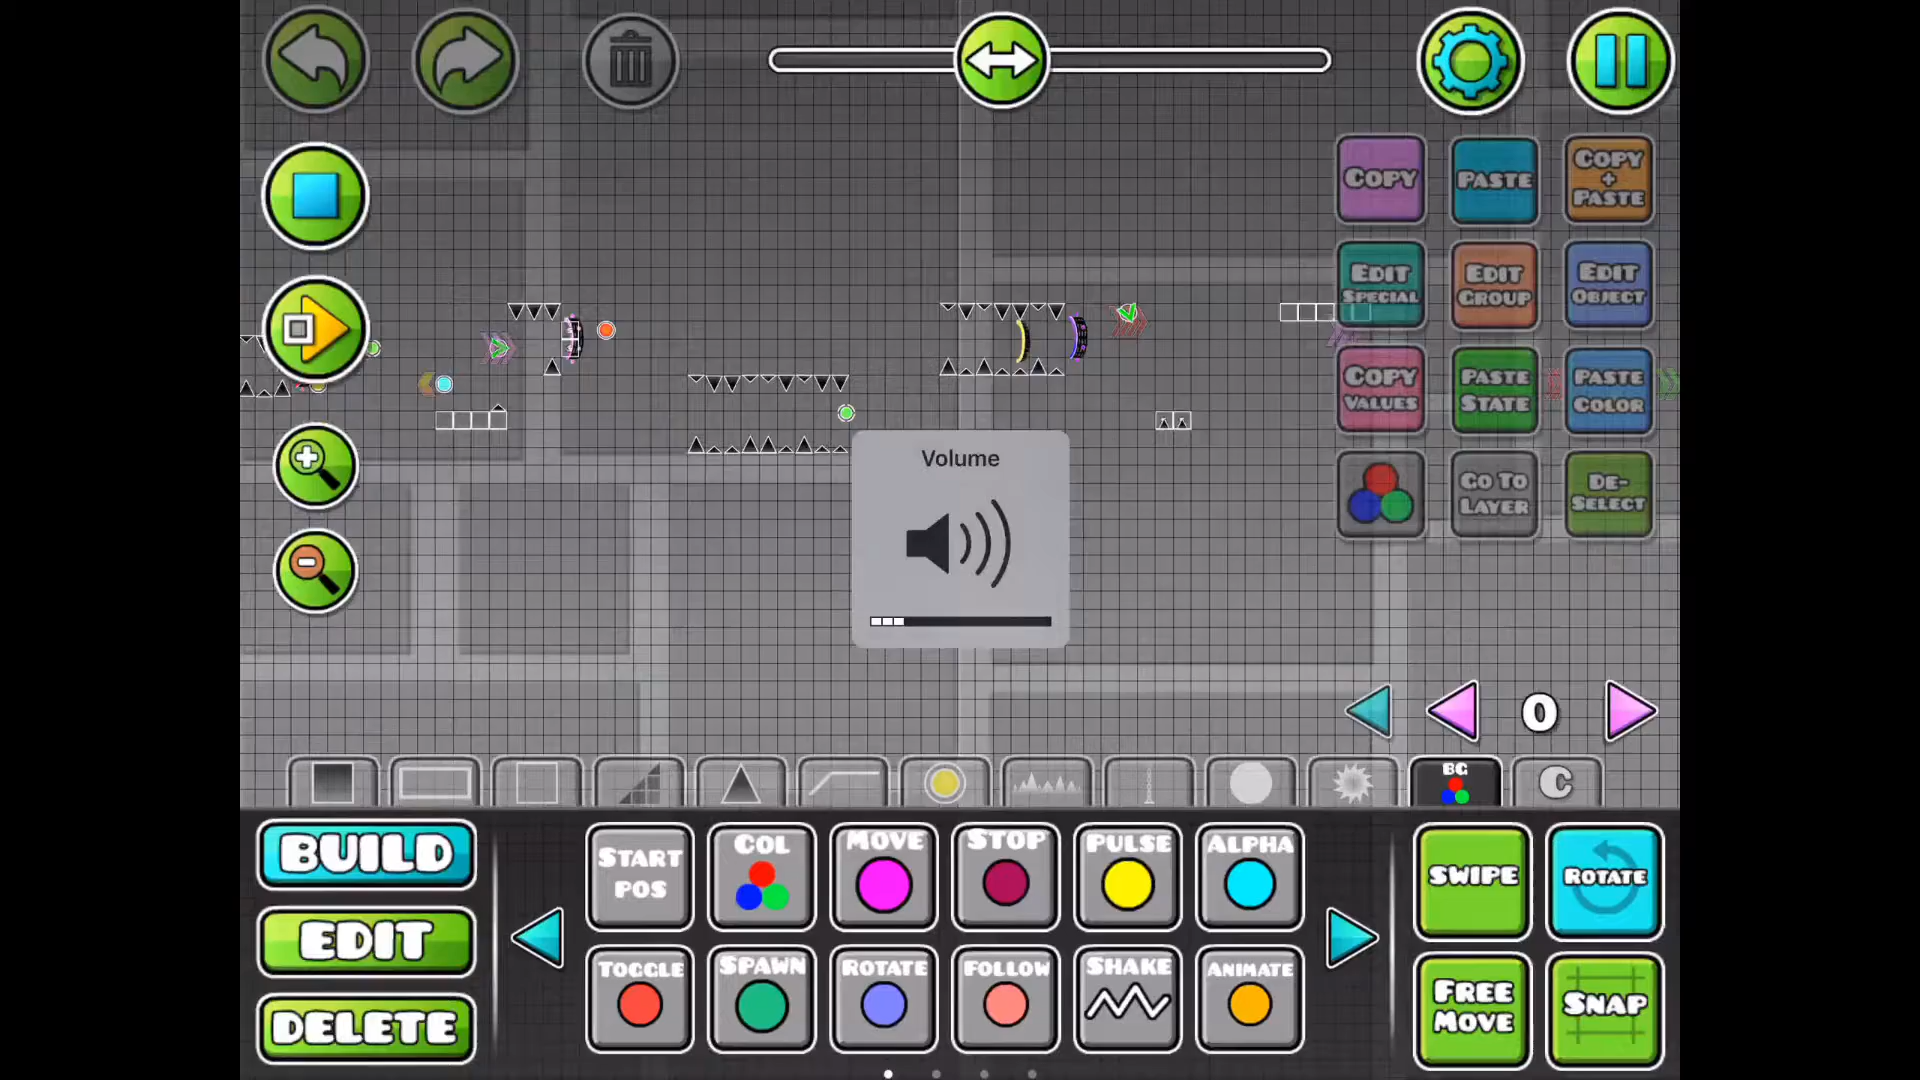 COPY
PASTE
COPY
+
PASTE
EDIT
SPECIAL
EDIT
GROUP
EDIT
OBJECT
COPY
VALUES
PASTE
STATE
PASTE
COLOR
GO TO
LAYER
DE-
SELECT
Volume
0
BG
C
BUILD
EDIT
DELETE
START
POS
COL
MOVE
STOP
PULSE
ALPHA
TOGGLE
SPAWN
ROTATE
FOLLOW
SHAKE
ANIMATE
SWIPE
ROTATE
FREE
MOVE
SNAP